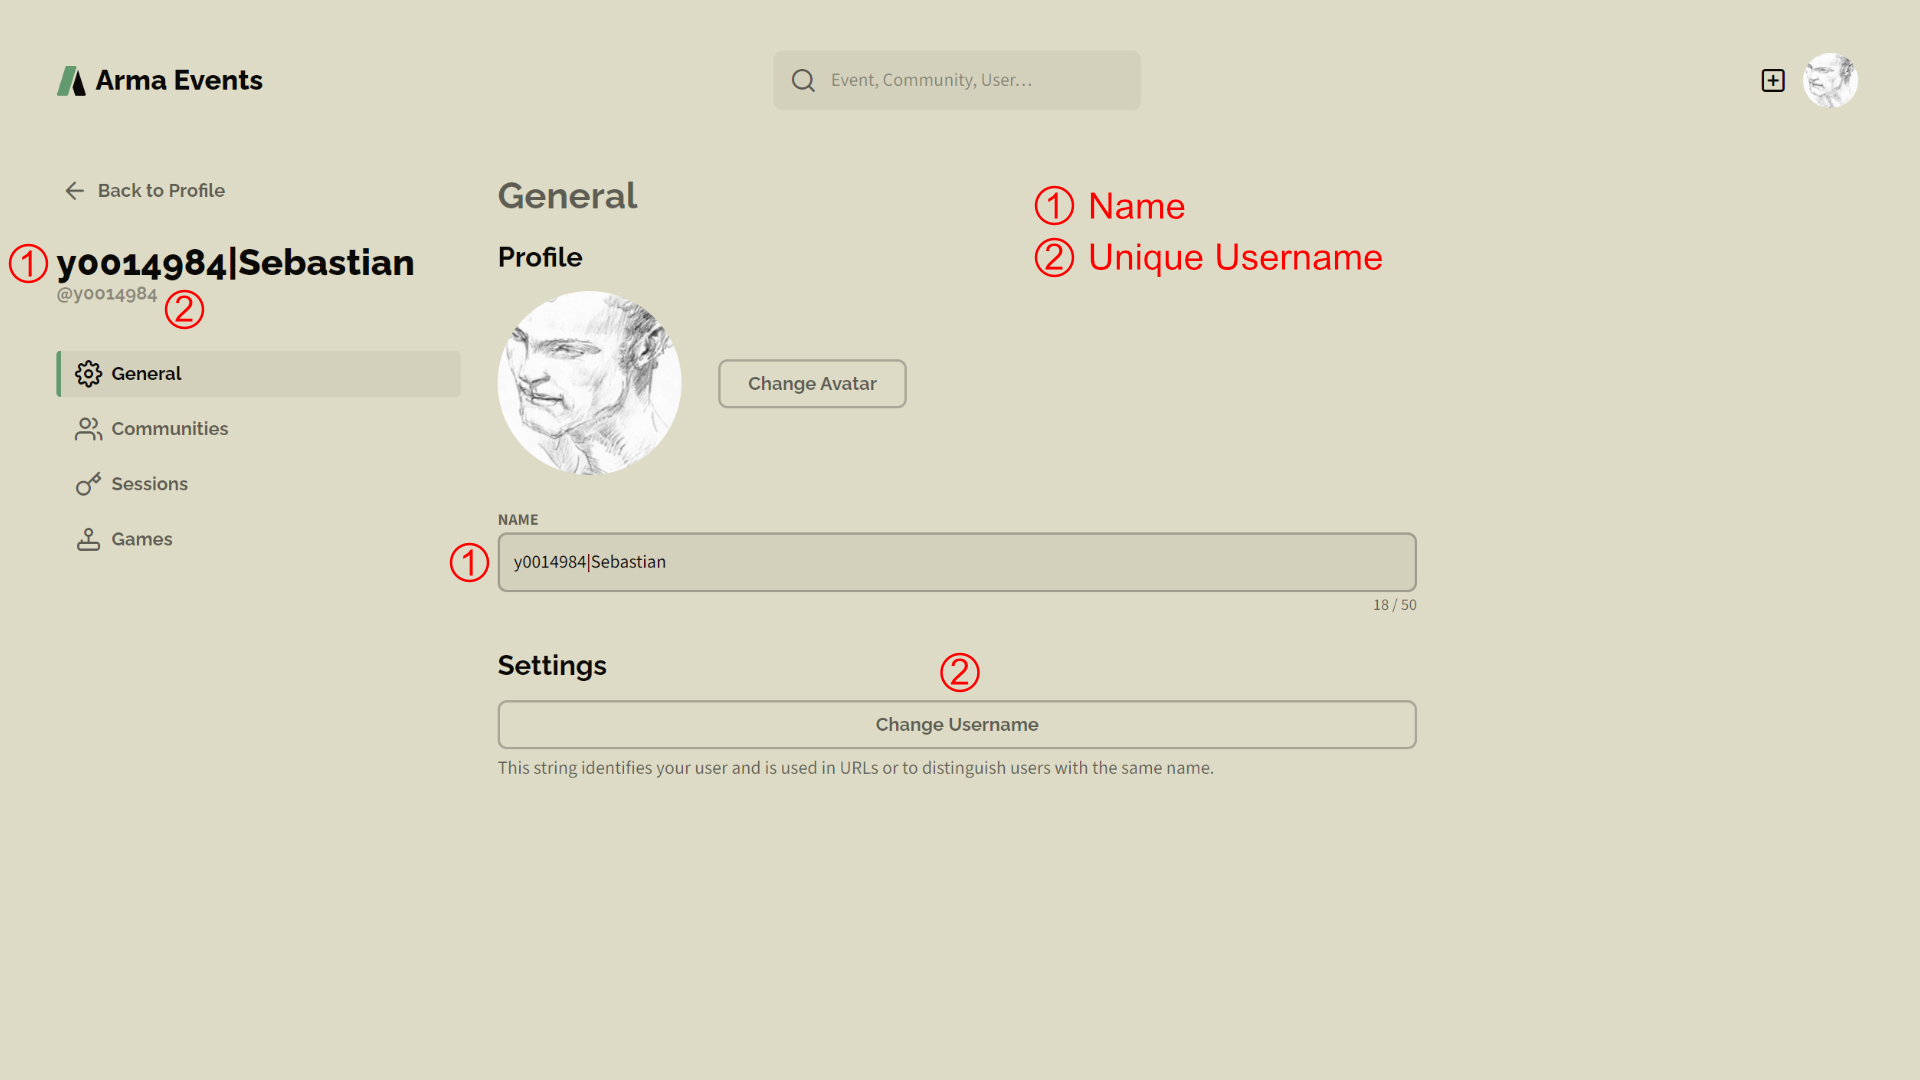 Arma Events
Event, Community, User...
Back to Profile
① y0014984|Sebastian
@y0014984 ②
General
Communities
Sessions
Games
General
① Name
② Unique Username
Profile
Change Avatar
NAME
① y0014984|Sebastian
18 / 50
Settings
②
Change Username
This string identifies your user and is used in URLs or to distinguish users with the same name.